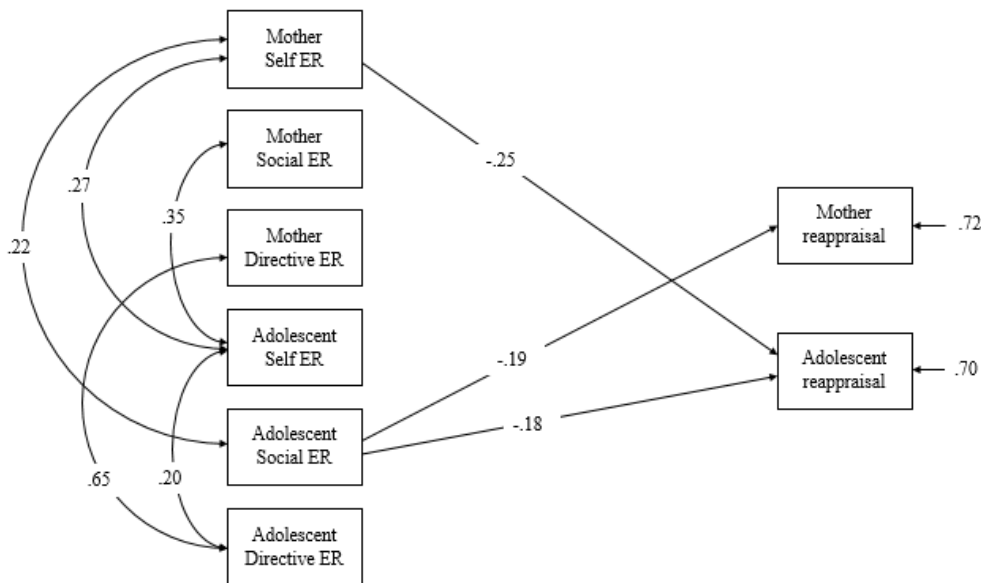 Mother
Self ER
Mother
Social ER
-.25
.27
Mother
Directive ER
.35
Mother
reappraisal
.72
.22
Adolescent
Self ER
Adolescent
reappraisal
.70
-.19
Adolescent
Social ER
-.18
.65
.20
Adolescent
Directive ER